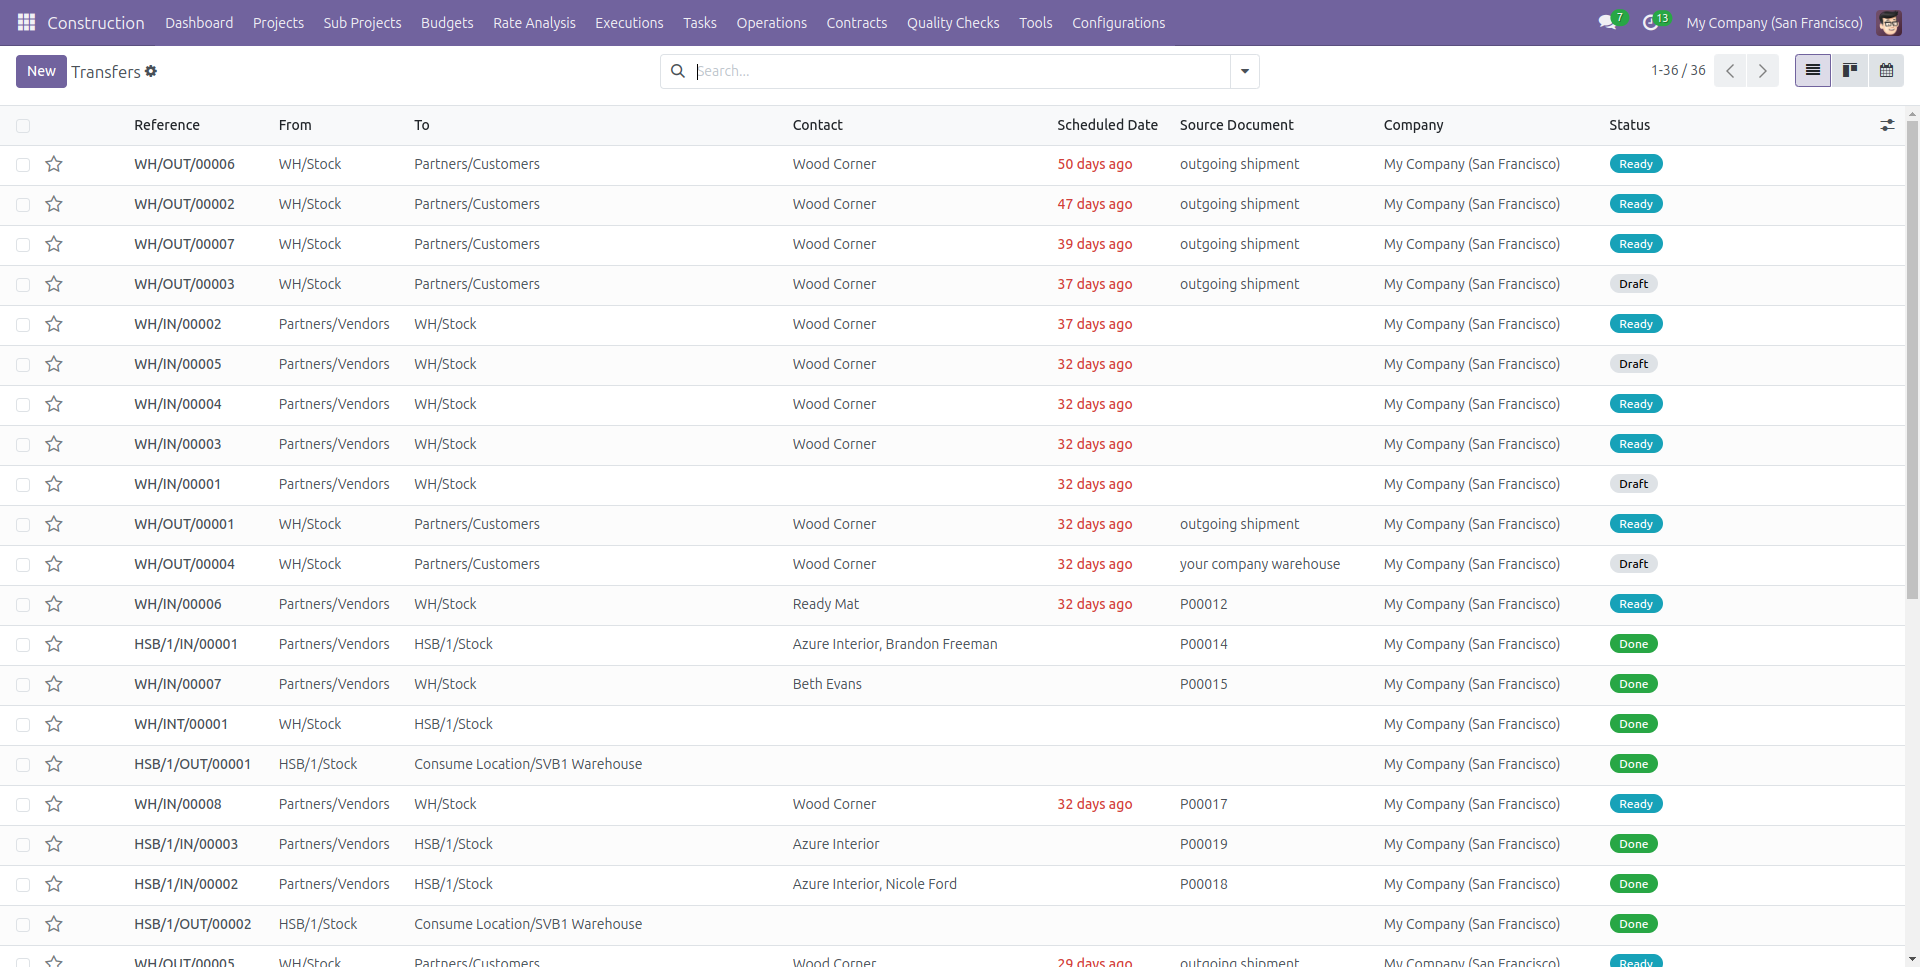 Construction Dashboard Projects Sub Projects Budgets Rate Analysis Executions Tasks Operations Contracts Quality Checks Tools Configurations 7 13 My Company (San Francisco)
New Transfers Search... 1-36 / 36
Reference From To Contact Scheduled Date Source Document Company Status
WH/OUT/00006 WH/Stock Partners/Customers Wood Corner 50 days ago outgoing shipment My Company (San Francisco) Ready
WH/OUT/00002 WH/Stock Partners/Customers Wood Corner 47 days ago outgoing shipment My Company (San Francisco) Ready
WH/OUT/00007 WH/Stock Partners/Customers Wood Corner 39 days ago outgoing shipment My Company (San Francisco) Ready
WH/OUT/00003 WH/Stock Partners/Customers Wood Corner 37 days ago outgoing shipment My Company (San Francisco) Draft
WH/IN/00002 Partners/Vendors WH/Stock Wood Corner 37 days ago My Company (San Francisco) Ready
WH/IN/00005 Partners/Vendors WH/Stock Wood Corner 32 days ago My Company (San Francisco) Draft
WH/IN/00004 Partners/Vendors WH/Stock Wood Corner 32 days ago My Company (San Francisco) Ready
WH/IN/00003 Partners/Vendors WH/Stock Wood Corner 32 days ago My Company (San Francisco) Ready
WH/IN/00001 Partners/Vendors WH/Stock 32 days ago My Company (San Francisco) Draft
WH/OUT/00001 WH/Stock Partners/Customers Wood Corner 32 days ago outgoing shipment My Company (San Francisco) Ready
WH/OUT/00004 WH/Stock Partners/Customers Wood Corner 32 days ago your company warehouse My Company (San Francisco) Draft
WH/IN/00006 Partners/Vendors WH/Stock Ready Mat 32 days ago P00012 My Company (San Francisco) Ready
HSB/1/IN/00001 Partners/Vendors HSB/1/Stock Azure Interior, Brandon Freeman P00014 My Company (San Francisco) Done
WH/IN/00007 Partners/Vendors WH/Stock Beth Evans P00015 My Company (San Francisco) Done
WH/INT/00001 WH/Stock HSB/1/Stock My Company (San Francisco) Done
HSB/1/OUT/00001 HSB/1/Stock Consume Location/SVB1 Warehouse My Company (San Francisco) Done
WH/IN/00008 Partners/Vendors WH/Stock Wood Corner 32 days ago P00017 My Company (San Francisco) Ready
HSB/1/IN/00003 Partners/Vendors HSB/1/Stock Azure Interior P00019 My Company (San Francisco) Done
HSB/1/IN/00002 Partners/Vendors HSB/1/Stock Azure Interior, Nicole Ford P00018 My Company (San Francisco) Done
HSB/1/OUT/00002 HSB/1/Stock Consume Location/SVB1 Warehouse My Company (San Francisco) Done
WH/OUT/00005 WH/Stock Partners/Customers Wood Corner 29 days ago outgoing shipment My Company (San Francisco) Ready